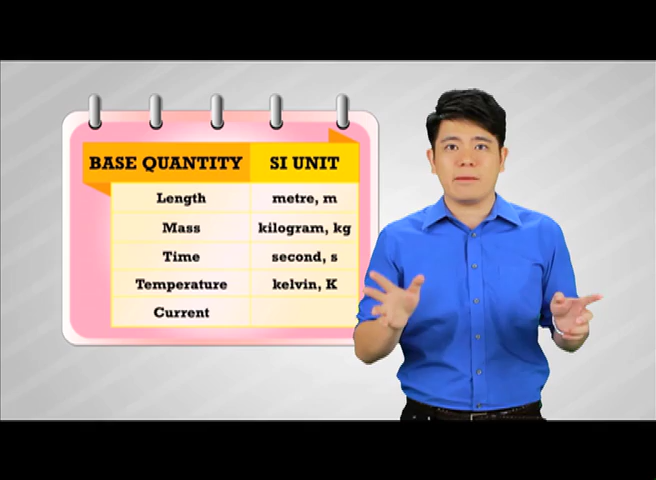 BASE QUANTITY SI UNIT
Length metre, m
Mass kilogram, kg
Time second, s
Temperature kelvin, K
Current